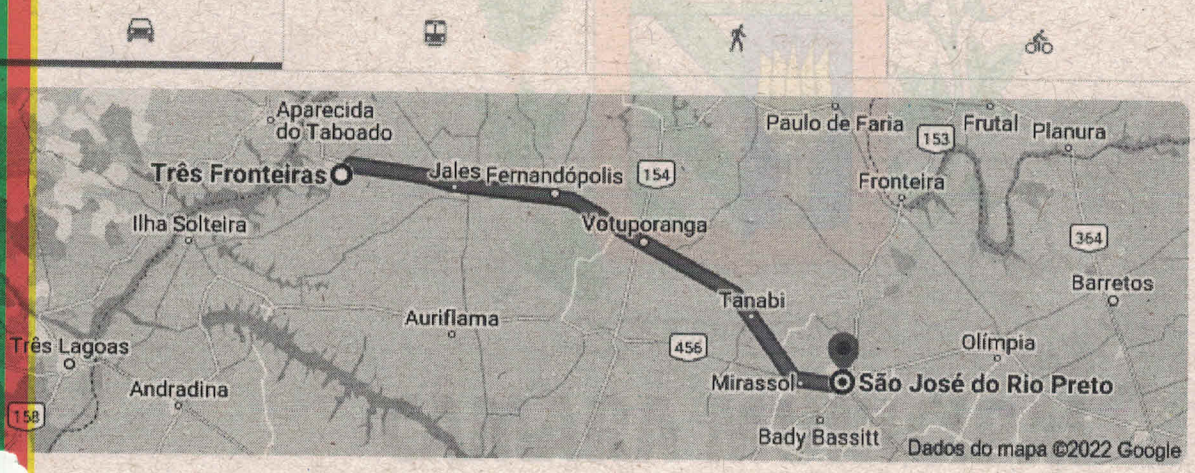 Aparecida
do Taboado
Paulo de Faria
153
Frutal
Planura
Três Fronteiras
Jales
Fernandópolis
154
Fronteira
Ilha Solteira
Votuporanga
364
Barretos
Tanabi
Auriflama
Três Lagoas
456
Olímpia
Andradina
Mirassol
São José do Rio Preto
158
Bady Bassitt
Dados do mapa ©2022 Google